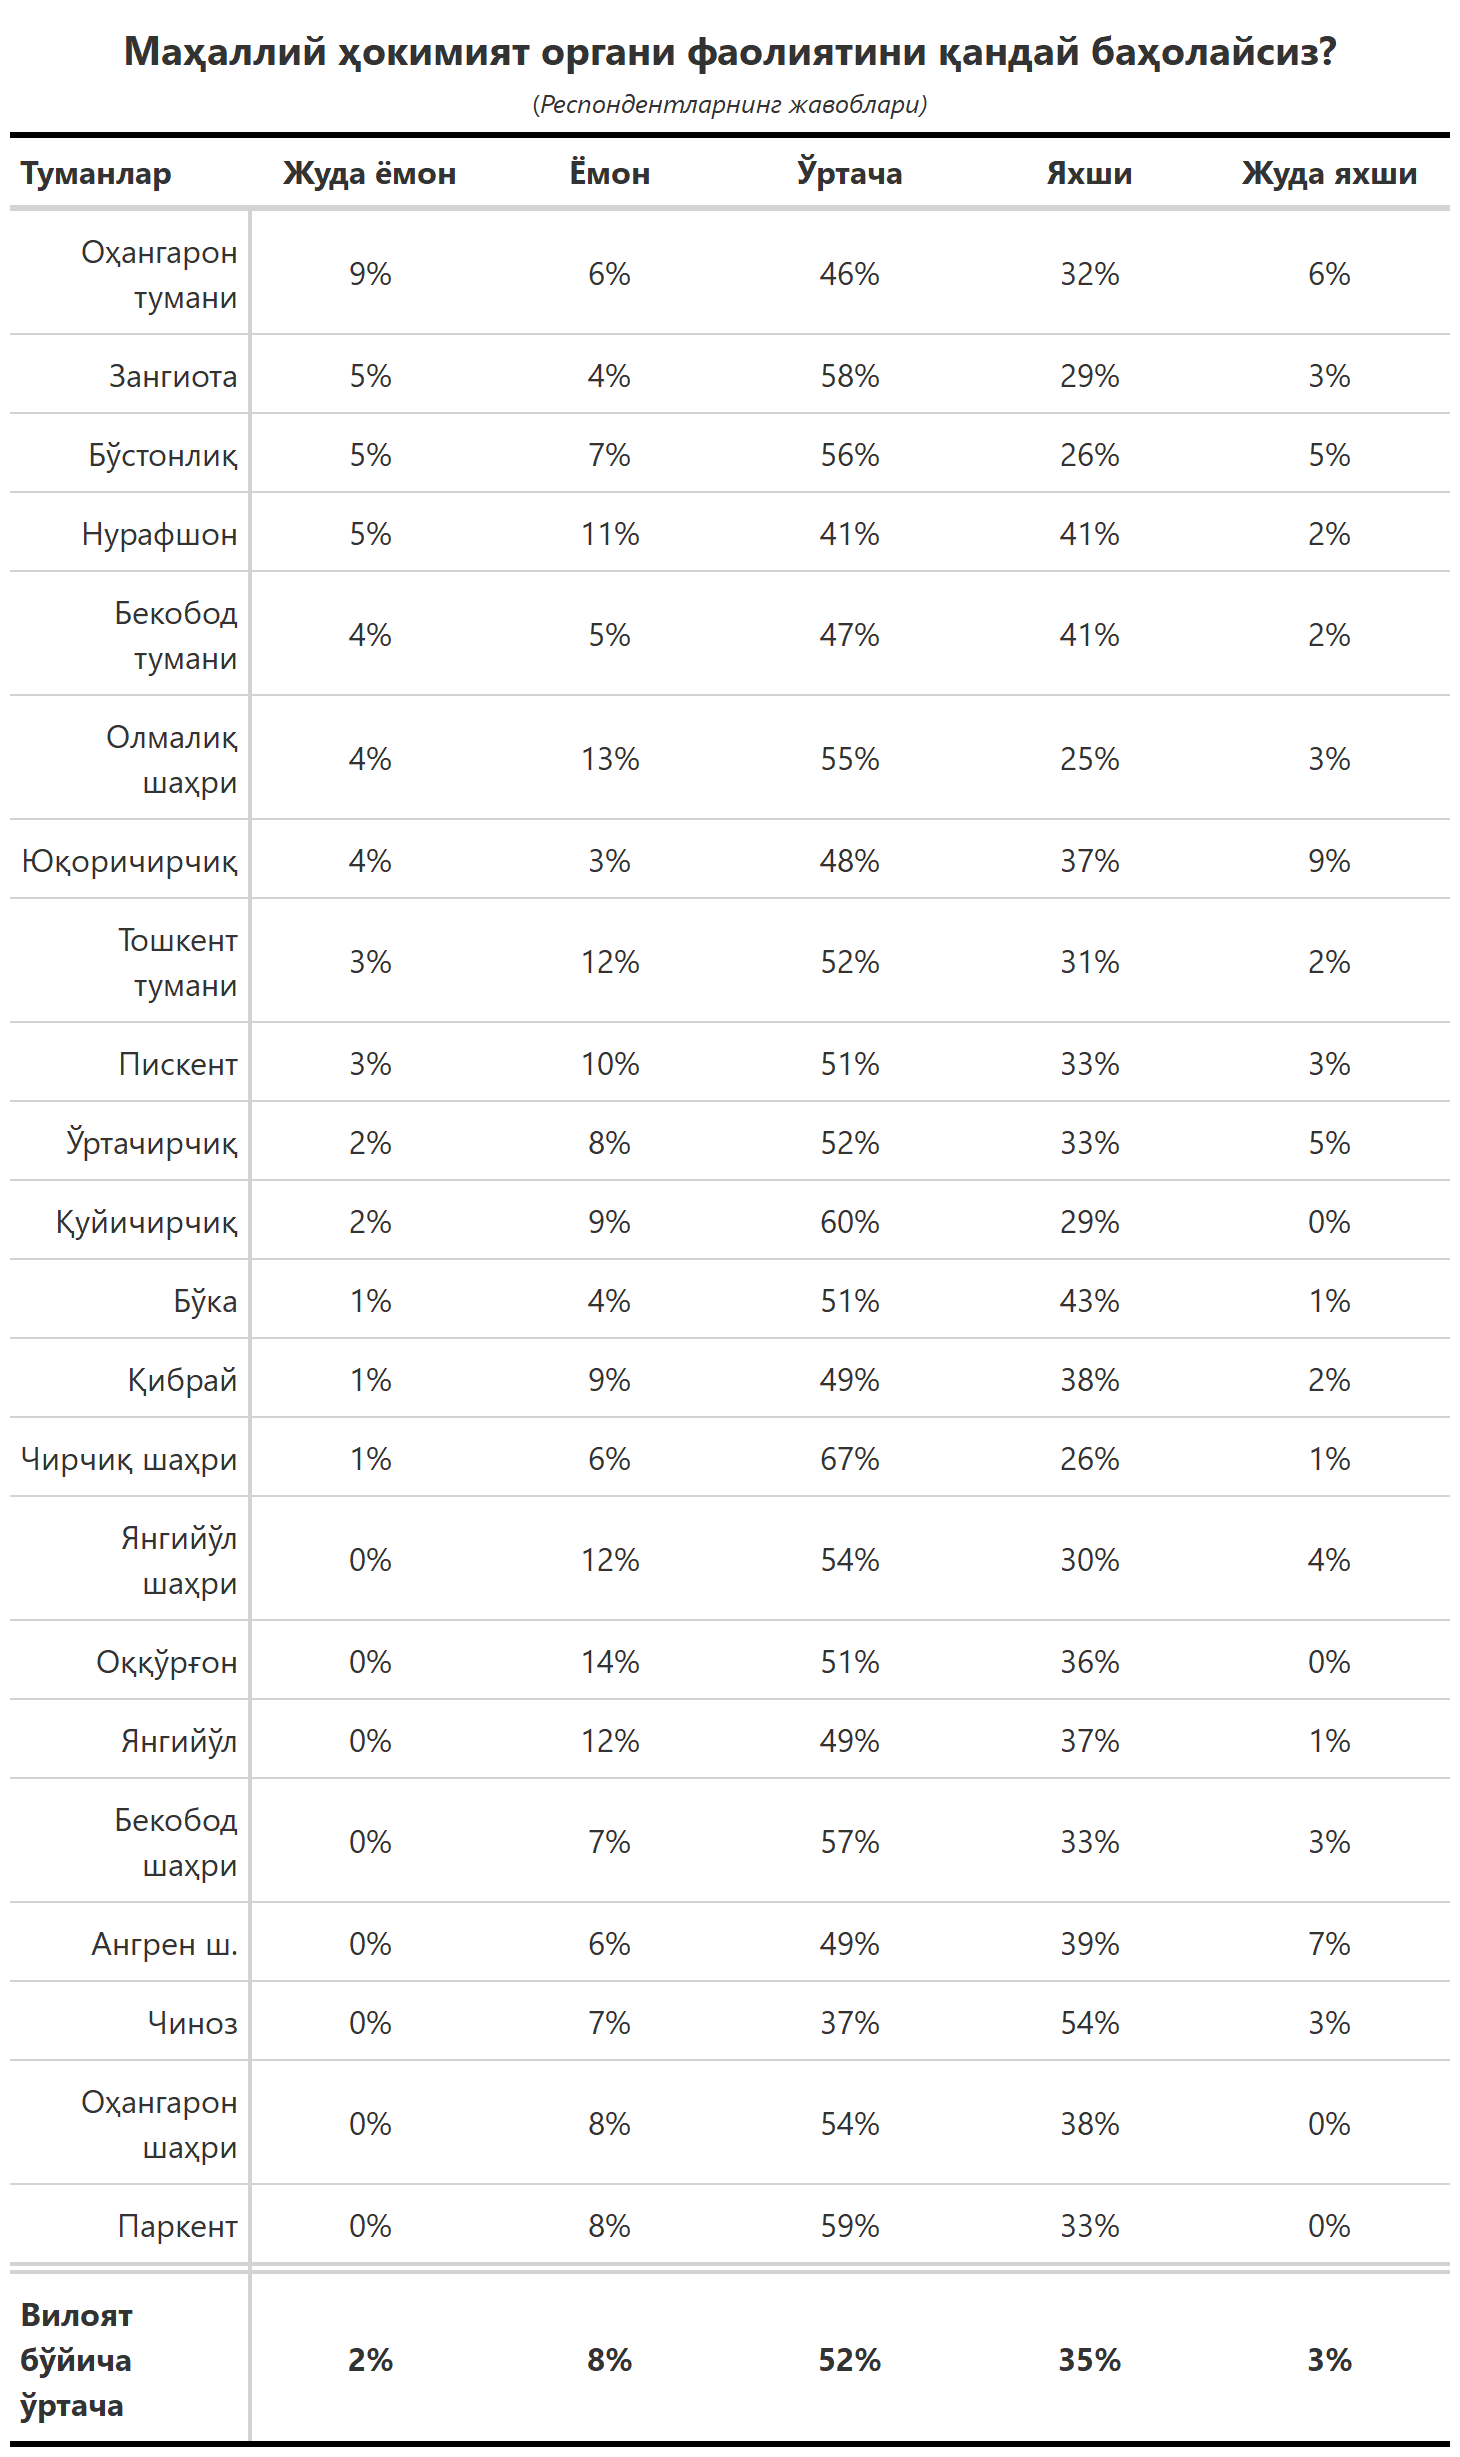 Маҳаллий ҳокимият органи фаолиятини қандай баҳолайсиз?
(Респондентларнинг жавоблари)
Туманлар Жуда ёмон Ёмон Ўртача Яхши Жуда яхши
Оҳангарон
тумани 9% 6% 46% 32% 6%
Зангиота 5% 4% 58% 29% 3%
Бўстонлиқ 5% 7% 56% 26% 5%
Нурафшон 5% 11% 41% 41% 2%
Бекобод
тумани 4% 5% 47% 41% 2%
Олмалиқ
шаҳри 4% 13% 55% 25% 3%
Юқоричирчиқ 4% 3% 48% 37% 9%
Тошкент
тумани 3% 12% 52% 31% 2%
Пискент 3% 10% 51% 33% 3%
Ўртачирчиқ 2% 8% 52% 33% 5%
Қуйичирчиқ 2% 9% 60% 29% 0%
Бўка 1% 4% 51% 43% 1%
Қибрай 1% 9% 49% 38% 2%
Чирчиқ шаҳри 1% 6% 67% 26% 1%
Янгийўл
шаҳри 0% 12% 54% 30% 4%
Оққўрғон 0% 14% 51% 36% 0%
Янгийўл 0% 12% 49% 37% 1%
Бекобод
шаҳри 0% 7% 57% 33% 3%
Ангрен ш. 0% 6% 49% 39% 7%
Чиноз 0% 7% 37% 54% 3%
Оҳангарон
шаҳри 0% 8% 54% 38% 0%
Паркент 0% 8% 59% 33% 0%
Вилоят
бўйича 2% 8% 52% 35% 3%
ўртача